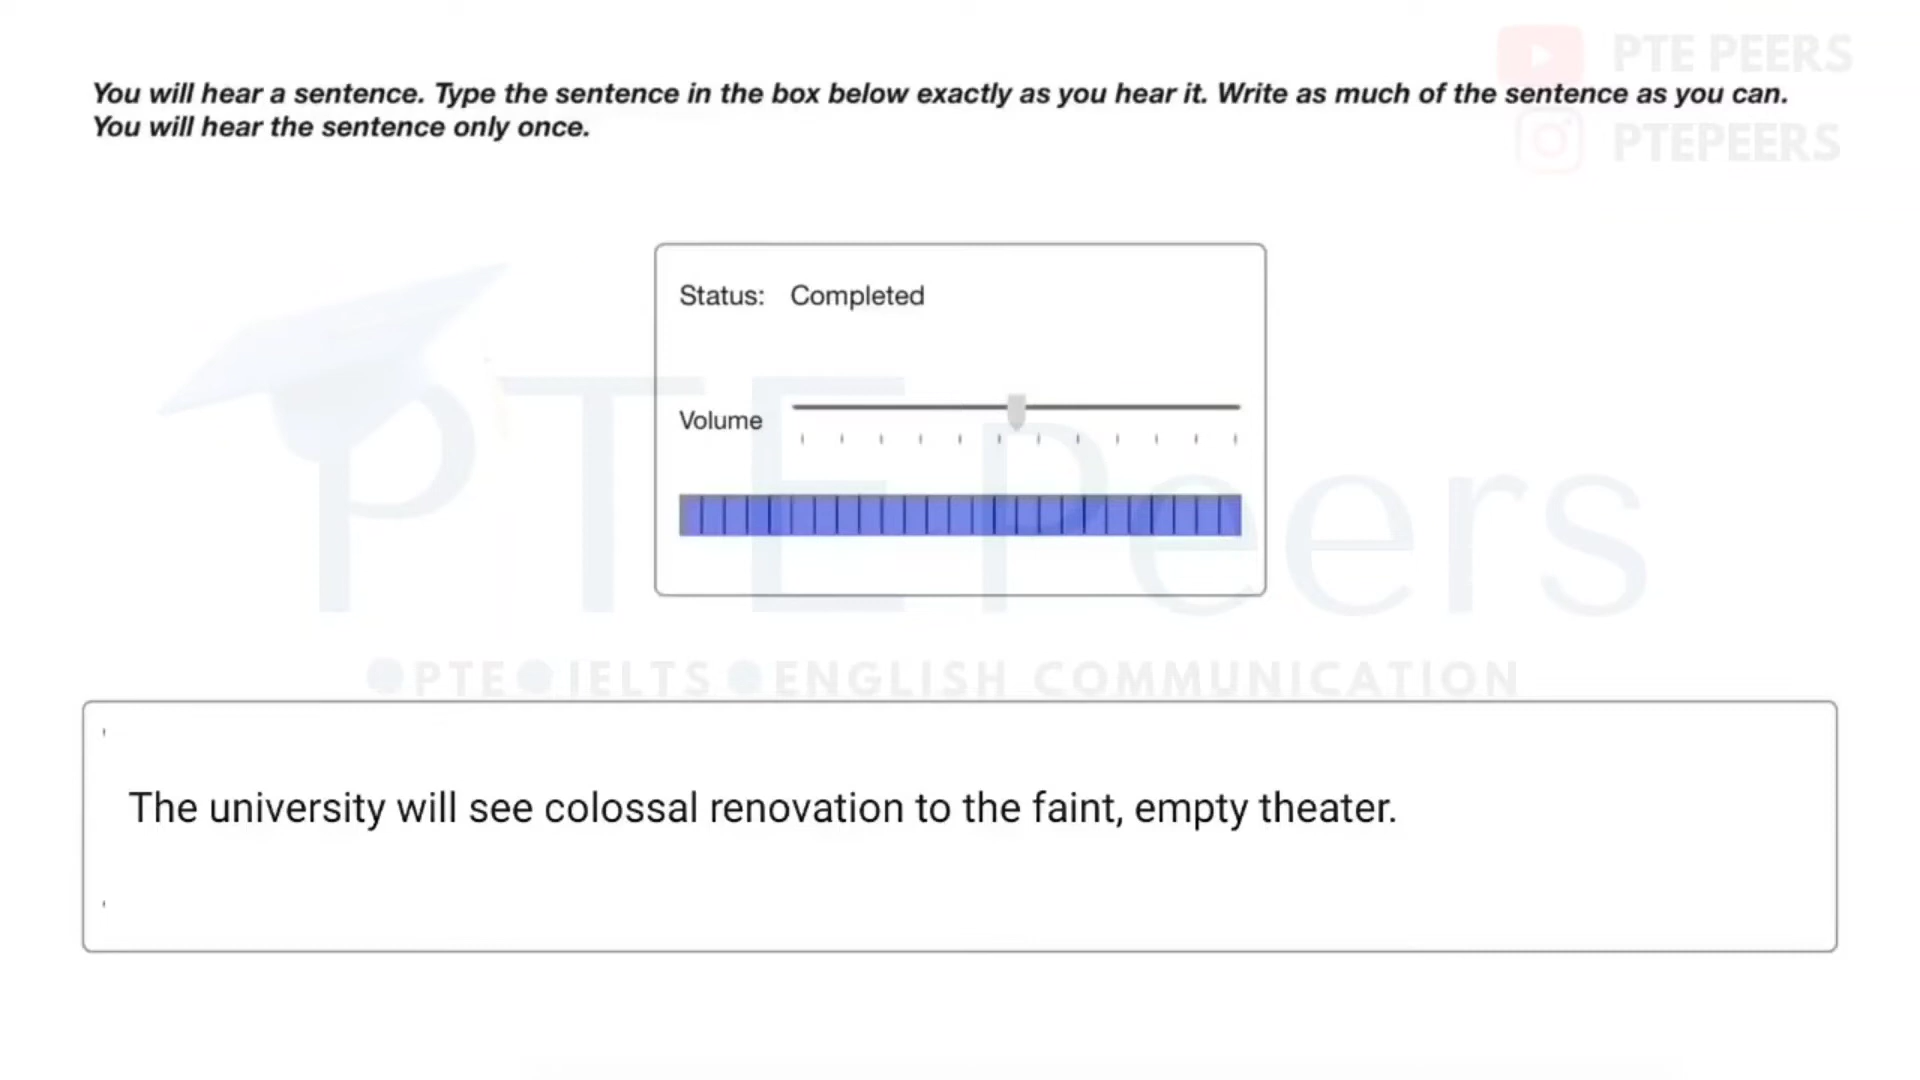 PTE PEERS
You will hear a sentence. Type the sentence in the box below exactly as you hear it. Write as much of the sentence as you can.
You will hear the sentence only once.
PTEPEERS
Status: Completed
Volume
PTE Peers
PTE IELTS ENGLISH COMMUNICATION
The university will see colossal renovation to the faint, empty theater.